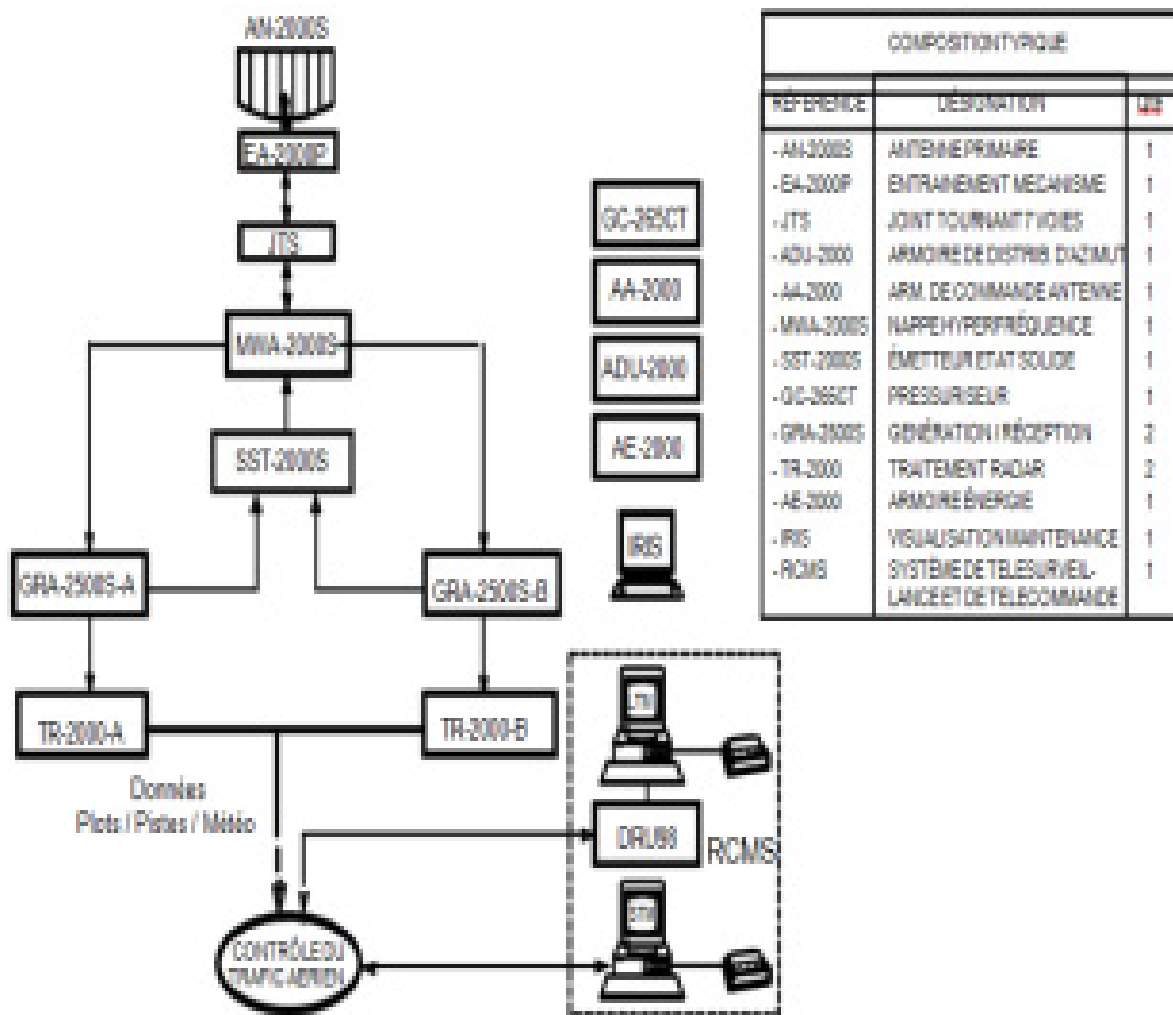 AN-2000S
EA-2000P
JTS
MWA-2000S
SST-2000S
GRA-2500S-A
GRA-2500S-B
TR-2000-A
TR-2000-B
Données
Plots / Pistes / Météo
CONTRÔLE DU
TRAFIC AERIEN
GC-265CT
AA-2000
ADU-2000
AE-2000
IRIS
LTM
DRU98
RCMS
STM
COMPOSITION TYPIQUE
RÉFERENCE DÉSIGNATION Qté
- AN-2000S ANTENNE PRIMAIRE 1
- EA-2000P ENTRAINEMENT MECANISME 1
- JTS JOINT TOURNANT 7 VOIES 1
- ADU-2000 ARMOIRE DE DISTRIB. D'AZIMUT 1
- AA-2000 ARM. DE COMMANDE ANTENNE 1
- MWA-2000S NAPPE HYPERFRÉQUENCE 1
- SST-2000S ÉMETTEUR ETAT SOLIDE 1
- GC-265CT PRESSURISEUR 1
- GRA-2500S GENÉRATION / RÉCEPTION 2
- TR-2000 TRAITEMENT RADAR 2
- AE-2000 ARMOIRE ÉNERGIE 1
- IRIS VISUALISATION MAINTENANCE 1
- RCMS SYSTÈME DE TELESURVEIL- 1
LANCE ET DE TELECOMMANDE